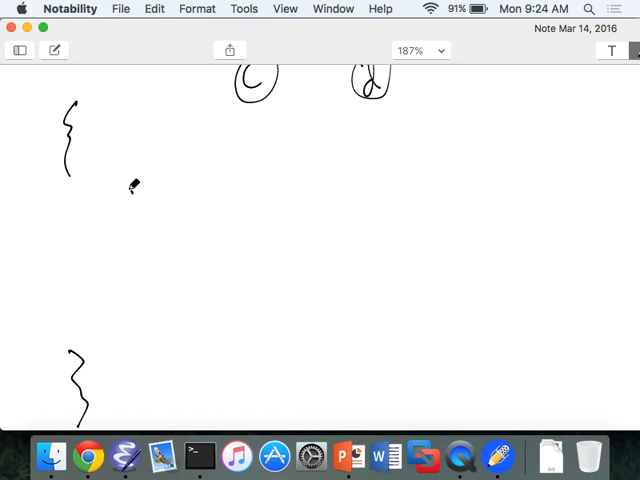 Notability File Edit Format Tools View Window Help 91% Mon 9:24 AM
Note Mar 14, 2016
187% T
c d
{
}